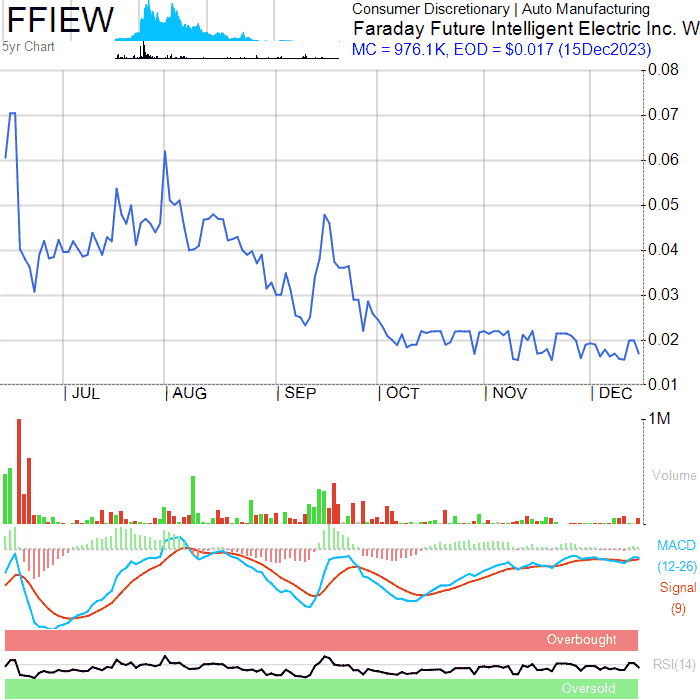 FFIEW
Consumer Discretionary | Auto Manufacturing
Faraday Future Intelligent Electric Inc. W
5yr Chart
MC = 976.1K, EOD = $0.017 (15Dec2023)
0.08
0.07
0.06
0.05
0.04
0.03
0.02
0.01
JUL AUG SEP OCT NOV DEC
1M
Volume
MACD
(12-26)
Signal
(9)
Overbought
RSI(14)
Oversold